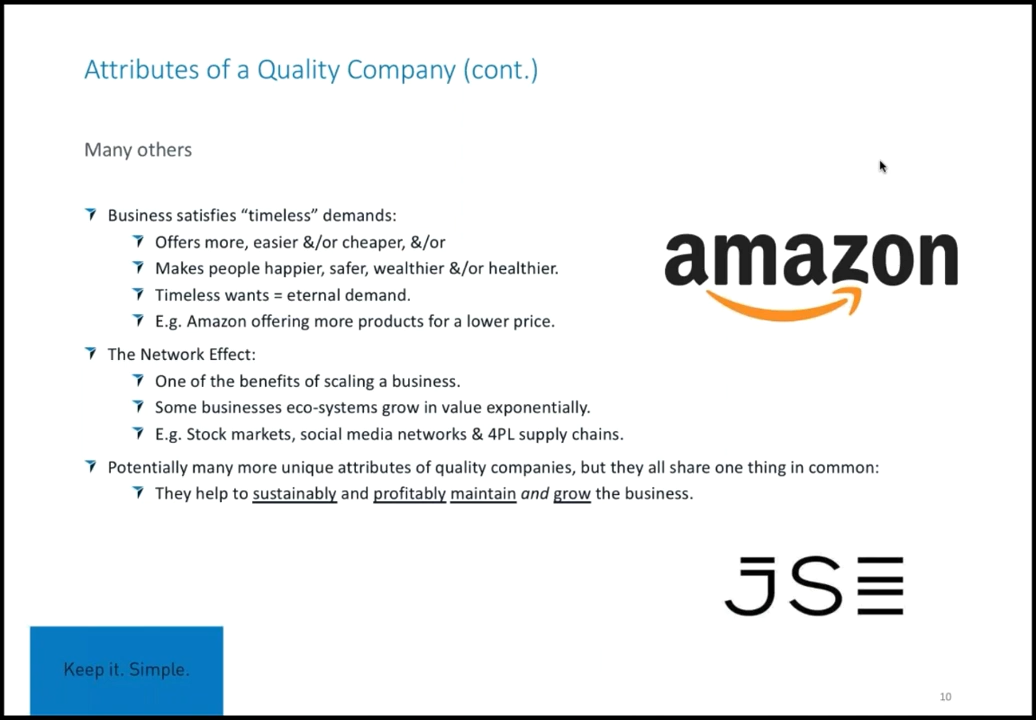 Attributes of a Quality Company (cont.)
Many others
Business satisfies “timeless” demands:
Offers more, easier &/or cheaper, &/or
Makes people happier, safer, wealthier &/or healthier.
Timeless wants = eternal demand.
E.g. Amazon offering more products for a lower price.
amazon
The Network Effect:
One of the benefits of scaling a business.
Some businesses eco-systems grow in value exponentially.
E.g. Stock markets, social media networks & 4PL supply chains.
Potentially many more unique attributes of quality companies, but they all share one thing in common:
They help to sustainably and profitably maintain and grow the business.
JSE
Keep it. Simple.
10